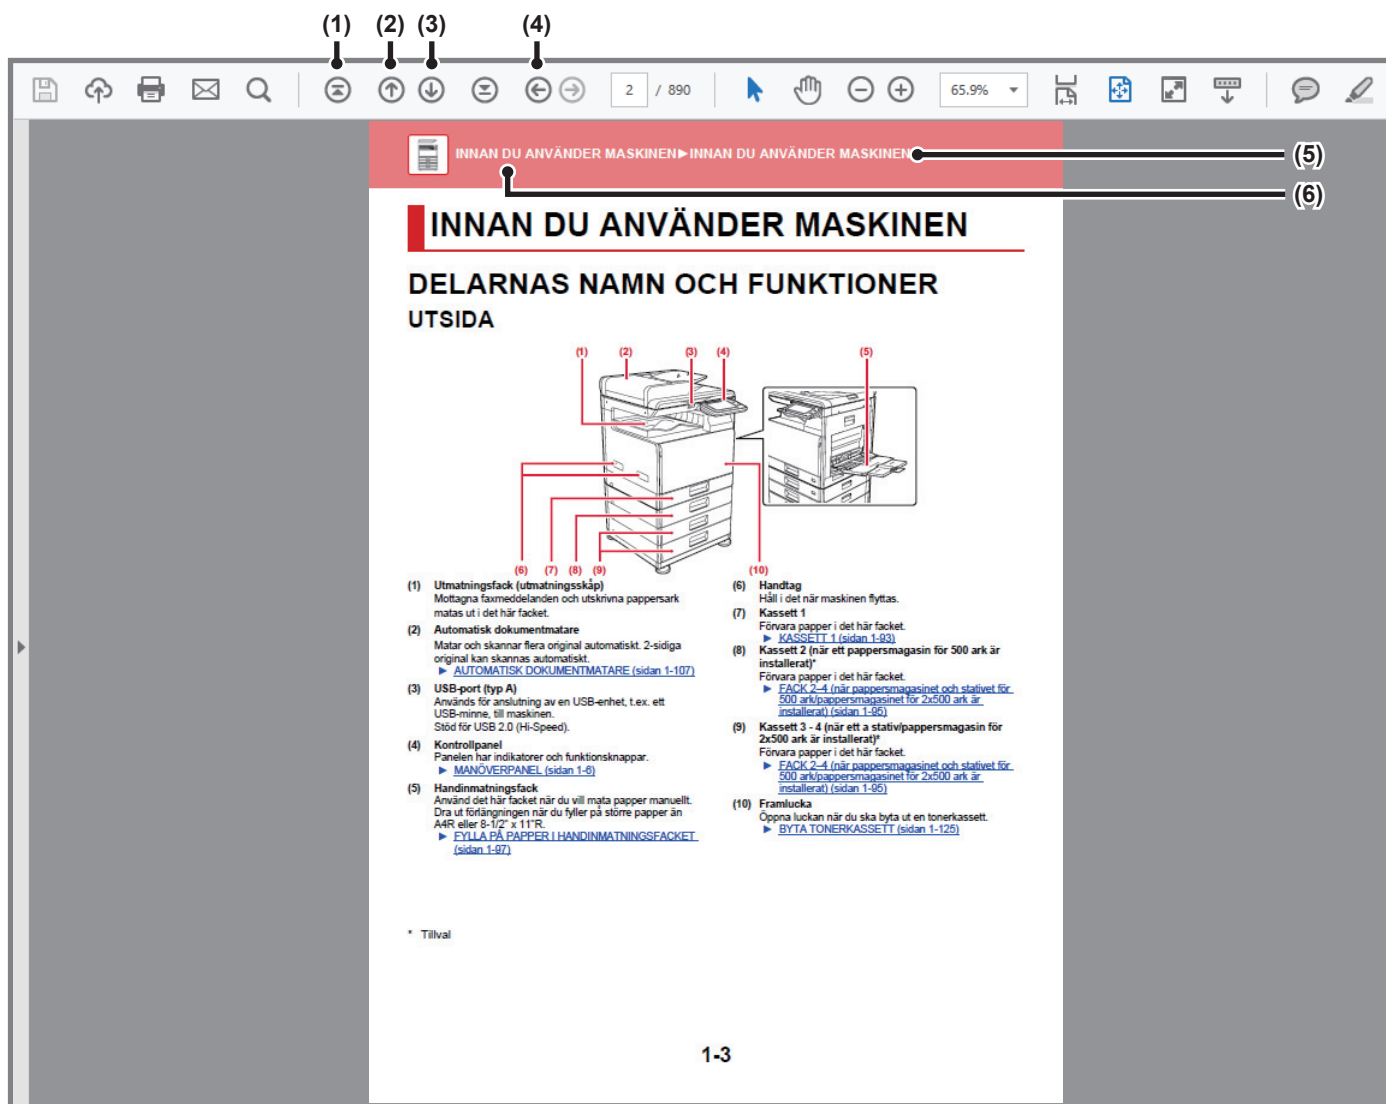 (1) (2) (3) (4)
2 / 890 65.9%
INNAN DU ANVÄNDER MASKINEN►INNAN DU ANVÄNDER MASKINEN
(5)
(6)
INNAN DU ANVÄNDER MASKINEN
DELARNAS NAMN OCH FUNKTIONER
UTSIDA
(1) (2) (3) (4) (5)
(6) (7) (8) (9) (10)
(1) Utmatningsfack (utmatningsskåp)
Mottagna faxmeddelanden och utskrivna pappersark
matas ut i det här facket.
(2) Automatisk dokumentmatare
Matar och skannar flera original automatiskt. 2-sidiga
original kan skannas automatiskt.
► AUTOMATISK DOKUMENTMATARE (sidan 1-107)
(3) USB-port (typ A)
Används för anslutning av en USB-enhet, t.ex. ett
USB-minne, till maskinen.
Stöd för USB 2.0 (Hi-Speed).
(4) Kontrollpanel
Panelen har indikatorer och funktionsknappar.
► MANÖVERPANEL (sidan 1-6)
(5) Handinmatningsfack
Använd det här facket när du vill mata papper manuellt.
Dra ut förlängningen när du fyller på större papper än
A4R eller 8-1/2" x 11"R.
► FYLLA PÅ PAPPER I HANDINMATNINGSFACKET
(sidan 1-97)
(6) Handtag
Håll i det när maskinen flyttas.
(7) Kassett 1
Förvara papper i det här facket.
► KASSETT 1 (sidan 1-93)
(8) Kassett 2 (när ett pappersmagasin för 500 ark är
installerat)*
Förvara papper i det här facket.
► FACK 2–4 (när pappersmagasinet och stativet för
500 ark/pappersmagasinet för 2x500 ark är
installerat) (sidan 1-95)
(9) Kassett 3 - 4 (när ett a stativ/pappersmagasin för
2x500 ark är installerat)*
Förvara papper i det här facket.
► FACK 2–4 (när pappersmagasinet och stativet för
500 ark/pappersmagasinet för 2x500 ark är
installerat) (sidan 1-95)
(10) Framlucka
Öppna luckan när du ska byta ut en tonerkassett.
► BYTA TONERKASSETT (sidan 1-125)
* Tillval
1-3